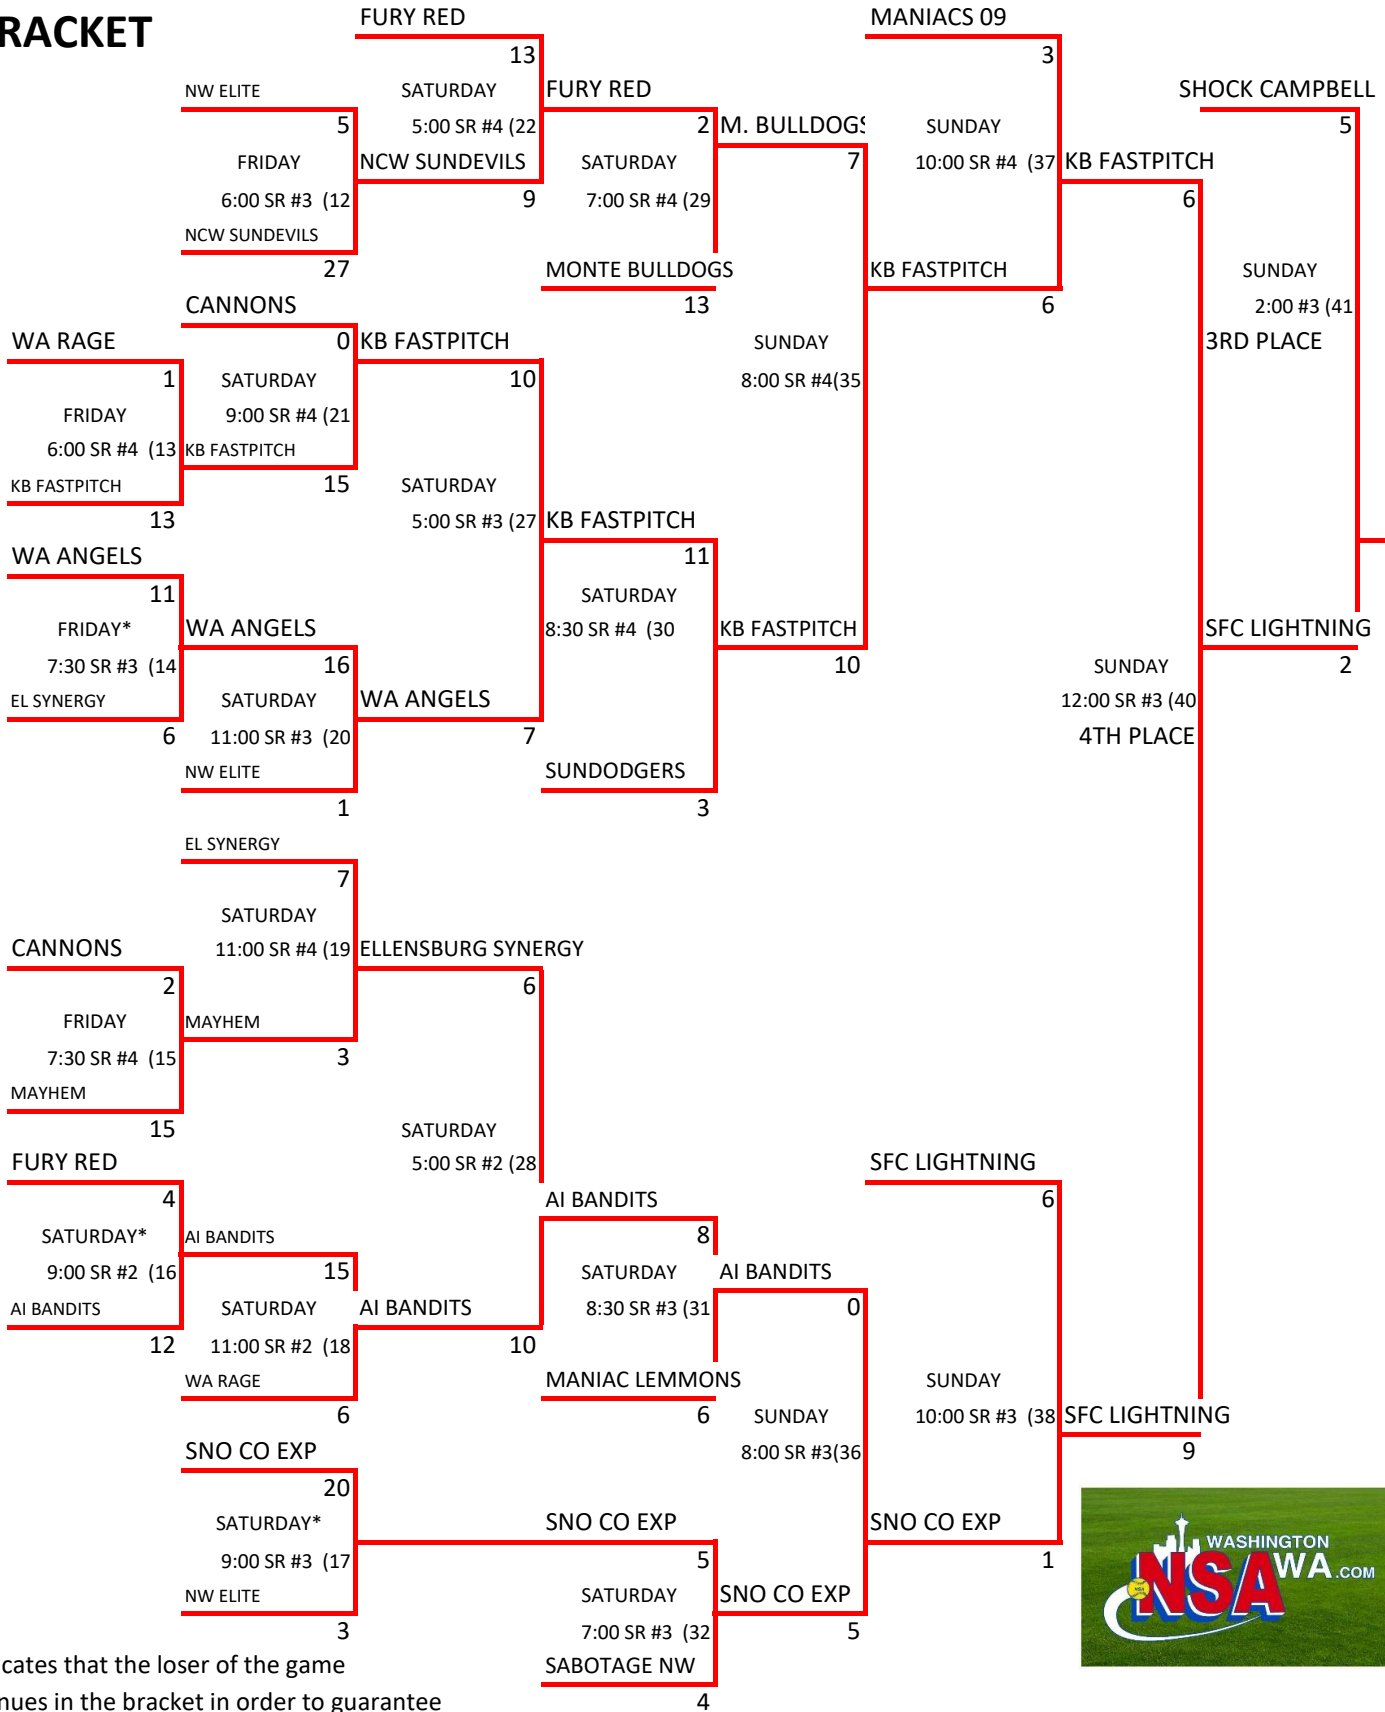 RACKET
FURY RED
13
MANIACS 09
3
NW ELITE
5
SATURDAY
5:00 SR #4 (22
FURY RED
2
M. BULLDOGS
7
SUNDAY
10:00 SR #4 (37
SHOCK CAMPBELL
5
FRIDAY
6:00 SR #3 (12
NCW SUNDEVILS
9
SATURDAY
7:00 SR #4 (29
KB FASTPITCH
6
NCW SUNDEVILS
27
MONTE BULLDOGS
13
KB FASTPITCH
6
SUNDAY
2:00 #3 (41
3RD PLACE
CANNONS
0
WA RAGE
1
KB FASTPITCH
10
SUNDAY
8:00 SR #4(35
SATURDAY
9:00 SR #4 (21
FRIDAY
6:00 SR #4 (13
KB FASTPITCH
15
KB FASTPITCH
13
SATURDAY
5:00 SR #3 (27
KB FASTPITCH
11
WA ANGELS
11
FRIDAY*
7:30 SR #3 (14
WA ANGELS
16
SATURDAY
8:30 SR #4 (30
KB FASTPITCH
10
SFC LIGHTNING
2
EL SYNERGY
6
SATURDAY
11:00 SR #3 (20
WA ANGELS
7
SUNDAY
12:00 SR #3 (40
4TH PLACE
NW ELITE
1
SUNDODGERS
3
EL SYNERGY
7
SATURDAY
11:00 SR #4 (19
CANNONS
2
ELLENSBURG SYNERGY
6
FRIDAY
7:30 SR #4 (15
MAYHEM
3
MAYHEM
15
SATURDAY
5:00 SR #2 (28
FURY RED
4
SFC LIGHTNING
6
SATURDAY*
9:00 SR #2 (16
AI BANDITS
15
AI BANDITS
8
AI BANDITS
12
SATURDAY
11:00 SR #2 (18
AI BANDITS
10
SATURDAY
8:30 SR #3 (31
AI BANDITS
0
WA RAGE
6
MANIAC LEMMONS
6
SUNDAY
8:00 SR #3(36
SUNDAY
10:00 SR #3 (38
SFC LIGHTNING
9
SNO CO EXP
20
SATURDAY*
9:00 SR #3 (17
SNO CO EXP
5
SNO CO EXP
1
NW ELITE
3
SATURDAY
7:00 SR #3 (32
SNO CO EXP
5
SABOTAGE NW
4
WASHINGTON
NSAWA.COM
cates that the loser of the game
nues in the bracket in order to guarantee